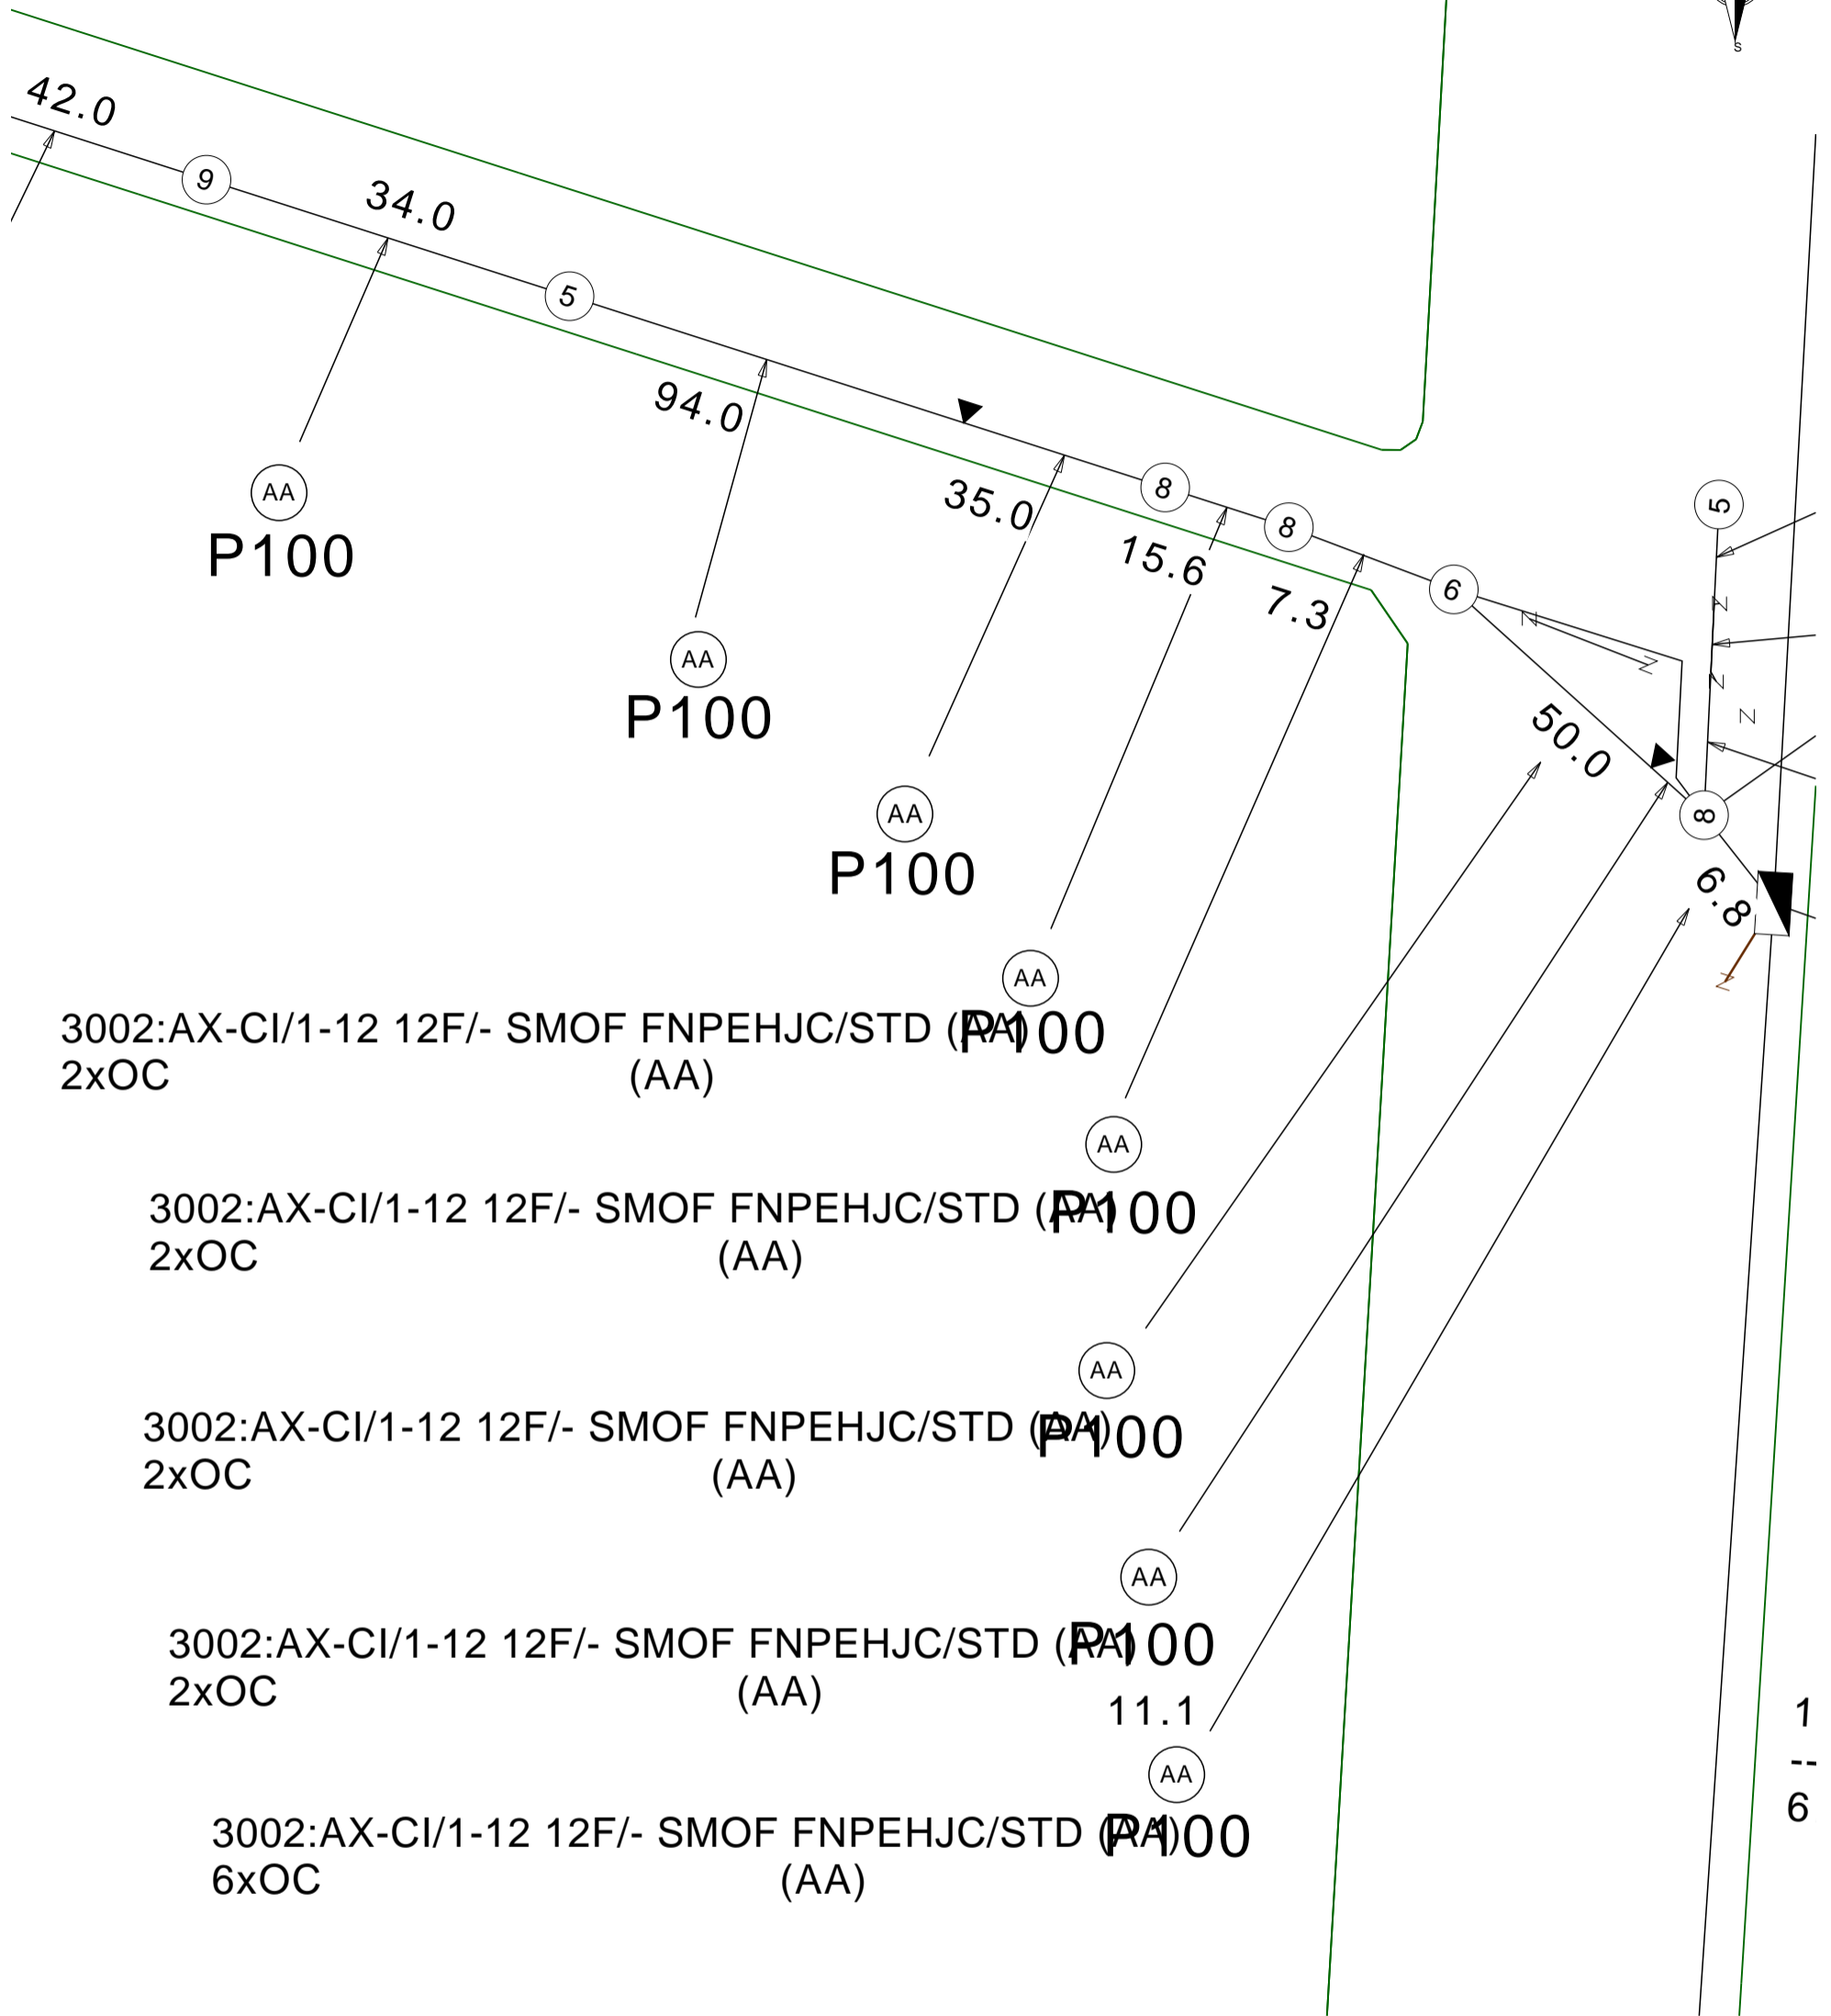 S
42.0
9
34.0
5
94.0
35.0
8
15.6
8
7.3
6
5
N
N
N
N
N
50.0
8
6.8
N
AA
P100
AA
P100
AA
P100
AA
3002:AX-CI/1-12 12F/- SMOF FNPEHJC/STD (AA) P100
2xOC (AA)
AA
3002:AX-CI/1-12 12F/- SMOF FNPEHJC/STD (AA) P100
2xOC (AA)
AA
3002:AX-CI/1-12 12F/- SMOF FNPEHJC/STD (AA) P100
2xOC (AA)
AA
3002:AX-CI/1-12 12F/- SMOF FNPEHJC/STD (AA) P100
2xOC (AA)
11.1
AA
3002:AX-CI/1-12 12F/- SMOF FNPEHJC/STD (AA) P100
6xOC (AA)
1
--
6